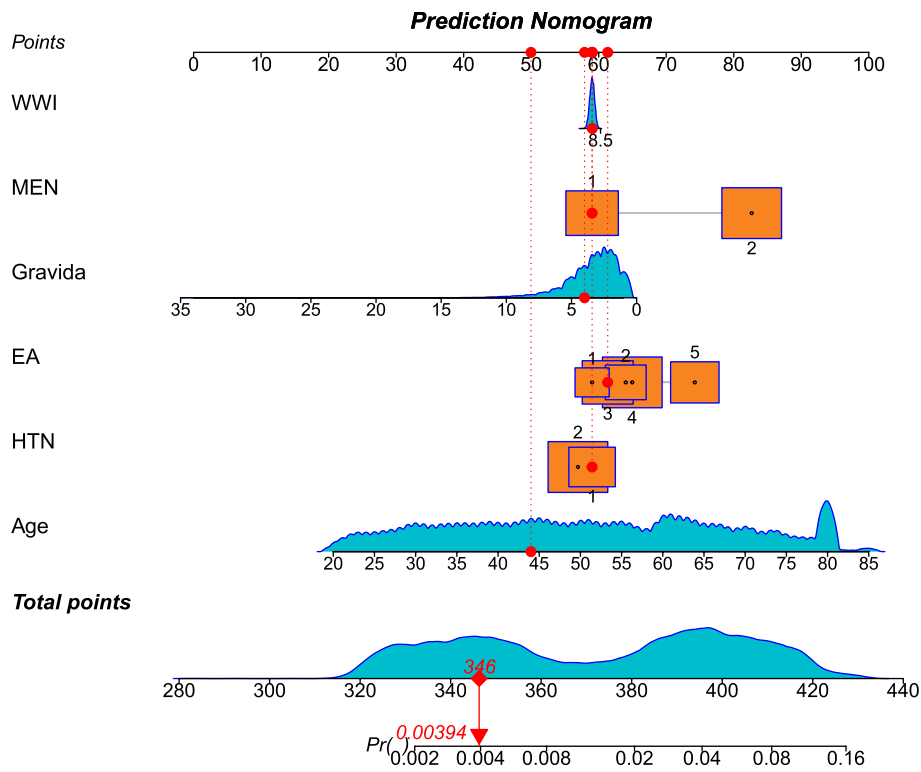 Prediction Nomogram
Points
0 10 20 30 40 50 60 70 80 90 100
WWI
8.5
MEN
1
2
Gravida
35 30 25 20 15 10 5 0
EA
1 2 5
3 4
HTN
2
1
Age
20 25 30 35 40 45 50 55 60 65 70 75 80 85
Total points
346
280 300 320 340 360 380 400 420 440
0.00394
Pr( )
0.002 0.004 0.008 0.02 0.04 0.08 0.16